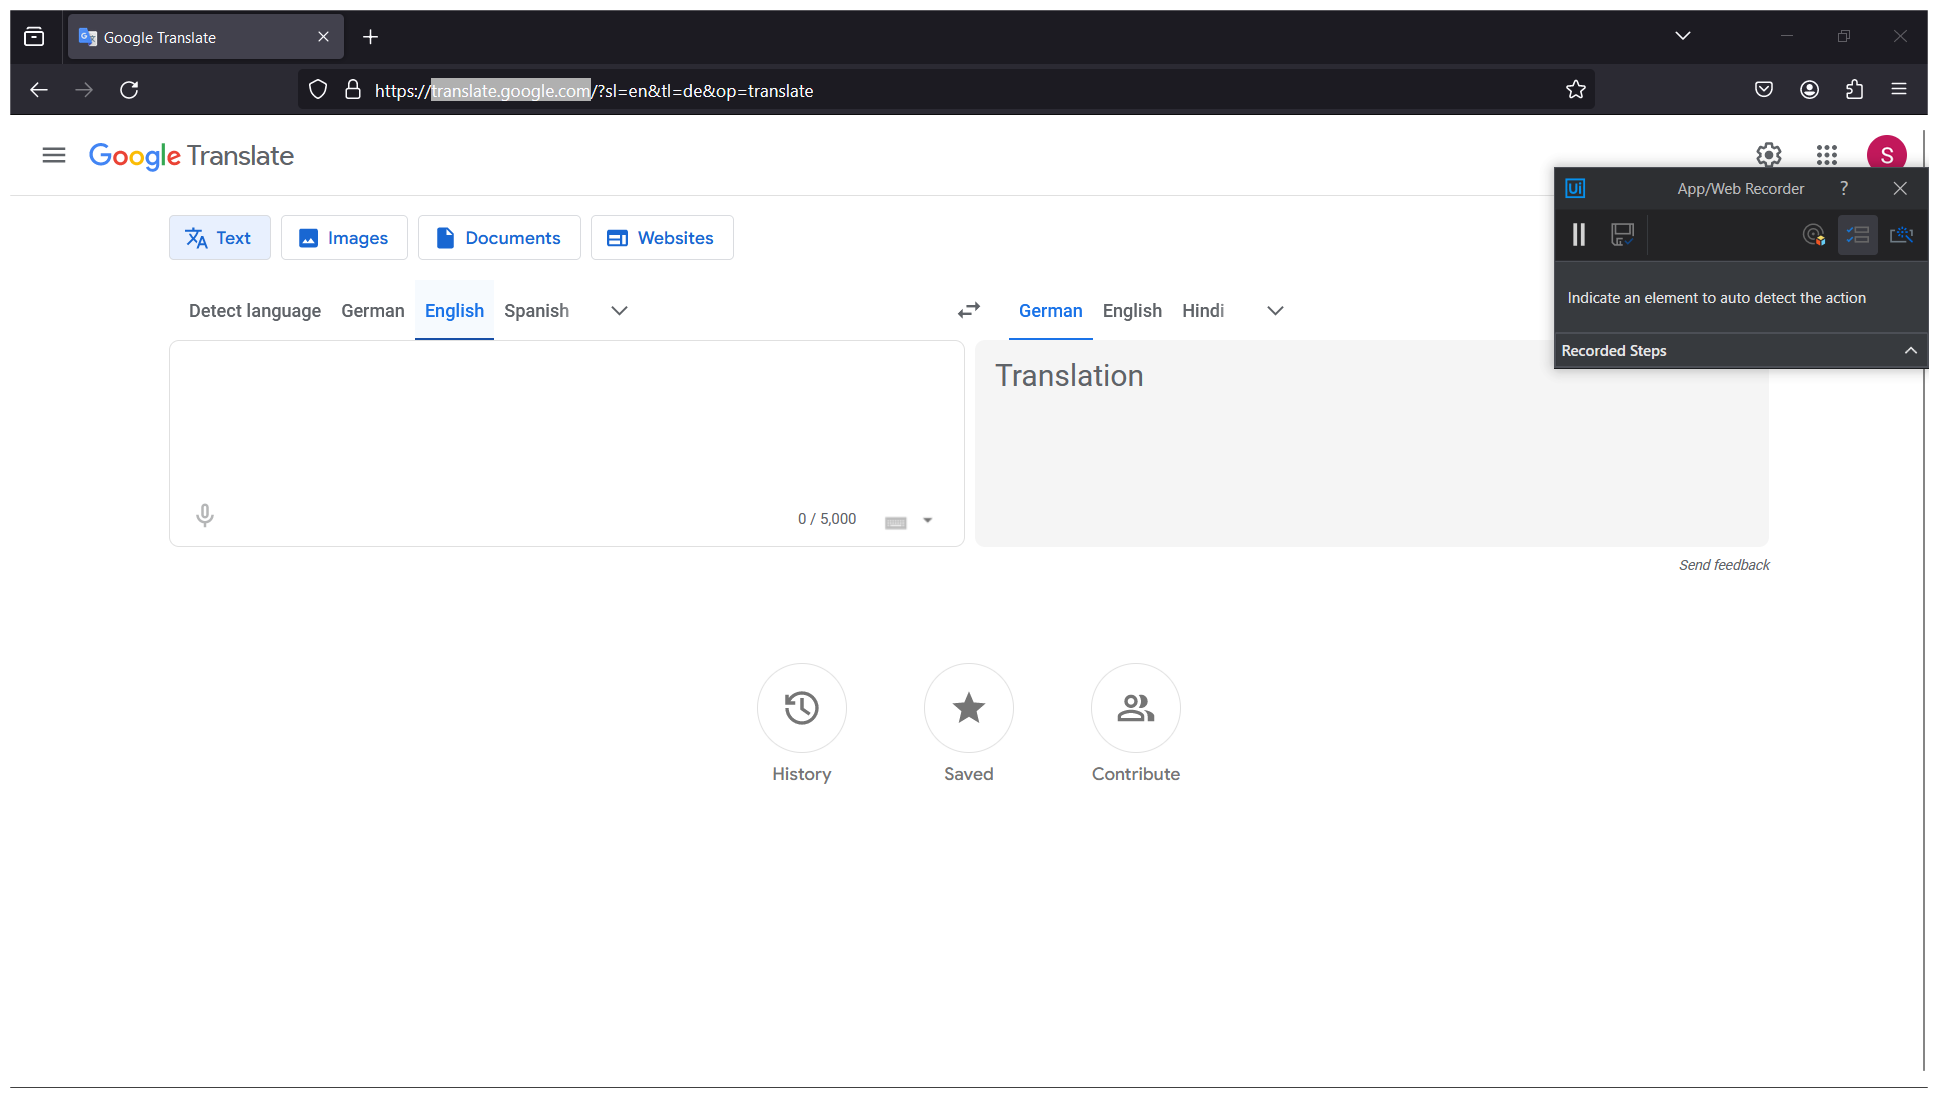 Google Translate
https://translate.google.com/?sl=en&tl=de&op=translate
Google Translate
S
Ui App/Web Recorder ?
Text Images Documents Websites
Indicate an element to auto detect the action
Detect language German English Spanish
German English Hindi
Recorded Steps
Translation
0 / 5,000
Send feedback
History Saved Contribute